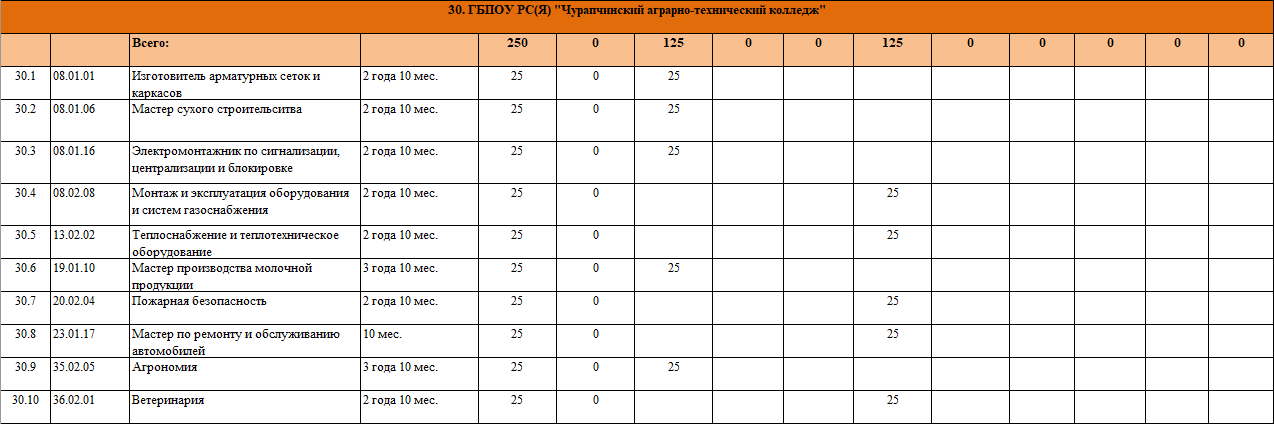 30. ГБПОУ РС(Я) "Чурапчинский аграрно-технический колледж"
Всего: 250 0 125 0 0 125 0 0 0 0 0
30.1 08.01.01 Изготовитель арматурных сеток и 2 года 10 мес. 25 0 25
каркасов
30.2 08.01.06 Мастер сухого строительситва 2 года 10 мес. 25 0 25
30.3 08.01.16 Электромонтажник по сигнализации, 2 года 10 мес. 25 0 25
централизации и блокировке
30.4 08.02.08 Монтаж и эксплуатация оборудования 2 года 10 мес. 25 0 25
и систем газоснабжения
30.5 13.02.02 Теплоснабжение и теплотехническое 2 года 10 мес. 25 0 25
оборудование
30.6 19.01.10 Мастер производства молочной 3 года 10 мес. 25 0 25
продукции
30.7 20.02.04 Пожарная безопасность 2 года 10 мес. 25 0 25
30.8 23.01.17 Мастер по ремонту и обслуживанию 10 мес. 25 0 25
автомобилей
30.9 35.02.05 Агрономия 3 года 10 мес. 25 0 25
30.10 36.02.01 Ветеринария 2 года 10 мес. 25 0 25